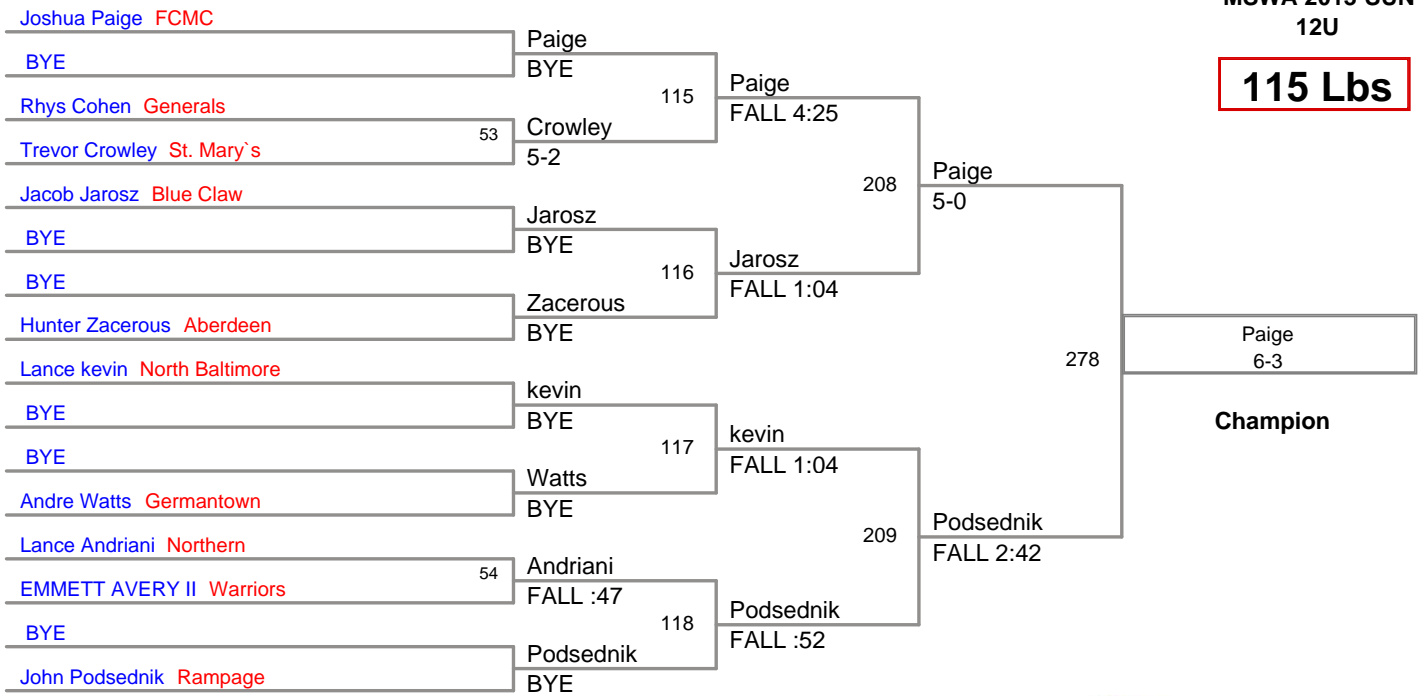 MSWA 2015 GUN
12U
115 Lbs
Joshua Paige FCMC
BYE
Rhys Cohen Generals
Trevor Crowley St. Mary`s
Jacob Jarosz Blue Claw
BYE
BYE
Hunter Zacerous Aberdeen
Lance kevin North Baltimore
BYE
BYE
Andre Watts Germantown
Lance Andriani Northern
EMMETT AVERY II Warriors
BYE
John Podsednik Rampage
53
54
Paige
BYE
Crowley
5-2
Jarosz
BYE
Zacerous
BYE
kevin
BYE
Watts
BYE
Andriani
FALL :47
Podsednik
BYE
115
116
117
118
Paige
FALL 4:25
Jarosz
FALL 1:04
kevin
FALL 1:04
Podsednik
FALL :52
208
209
Paige
5-0
Podsednik
FALL 2:42
278
Paige
6-3
Champion